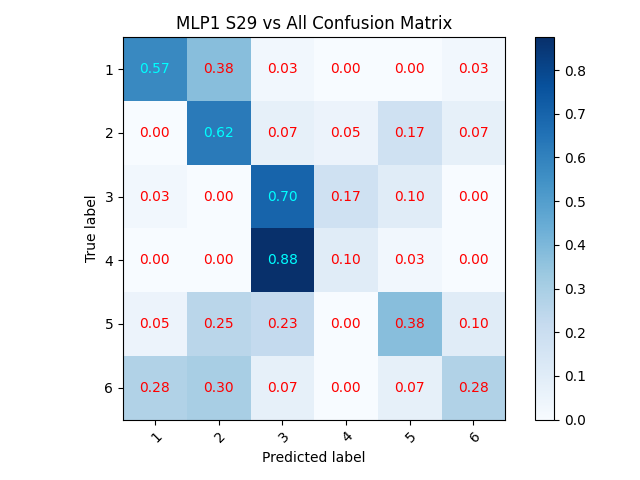 MLP1 S29 vs All Confusion Matrix
1 0.57 0.38 0.03 0.00 0.00 0.03
2 0.00 0.62 0.07 0.05 0.17 0.07
3 0.03 0.00 0.70 0.17 0.10 0.00
4 0.00 0.00 0.88 0.10 0.03 0.00
5 0.05 0.25 0.23 0.00 0.38 0.10
6 0.28 0.30 0.07 0.00 0.07 0.28
1 2 3 4 5 6
True label
Predicted label
0.8
0.7
0.6
0.5
0.4
0.3
0.2
0.1
0.0